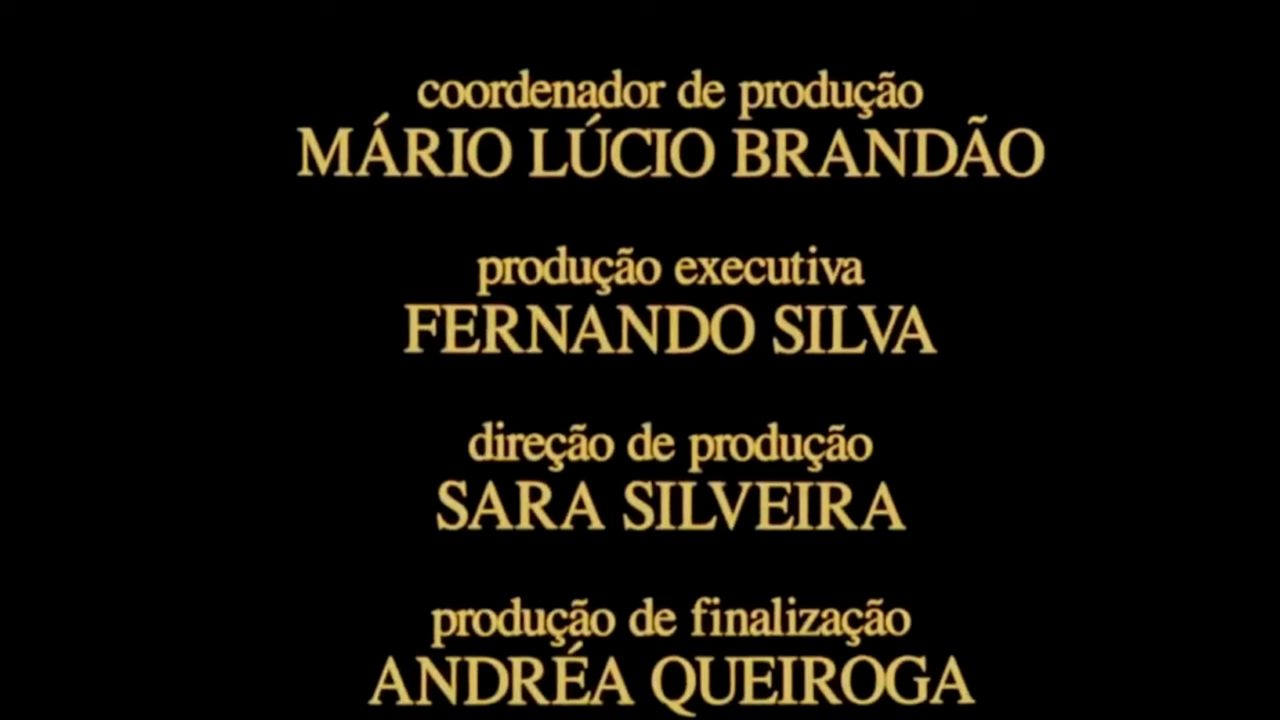 coordenador de produção
MÁRIO LÚCIO BRANDÃO
produção executiva
FERNANDO SILVA
direção de produção
SARA SILVEIRA
produção de finalização
ANDRÉA QUEIROGA